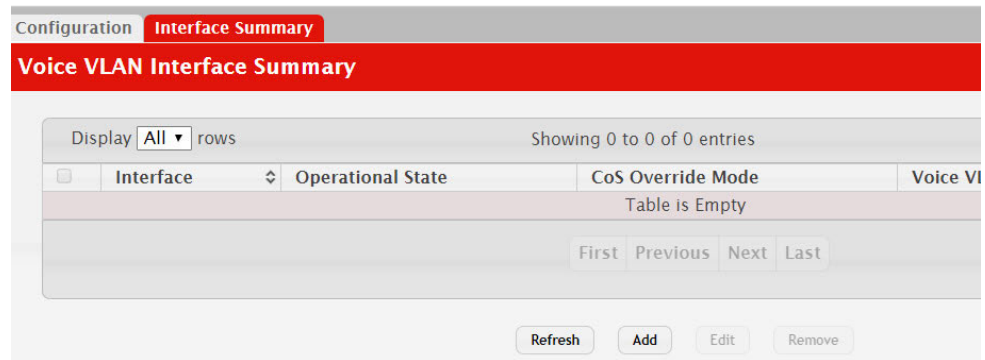 Configuration Interface Summary
Voice VLAN Interface Summary
Display All rows Showing 0 to 0 of 0 entries
Interface Operational State CoS Override Mode Voice
Table is Empty
First Previous Next Last
Refresh Add Edit Remove